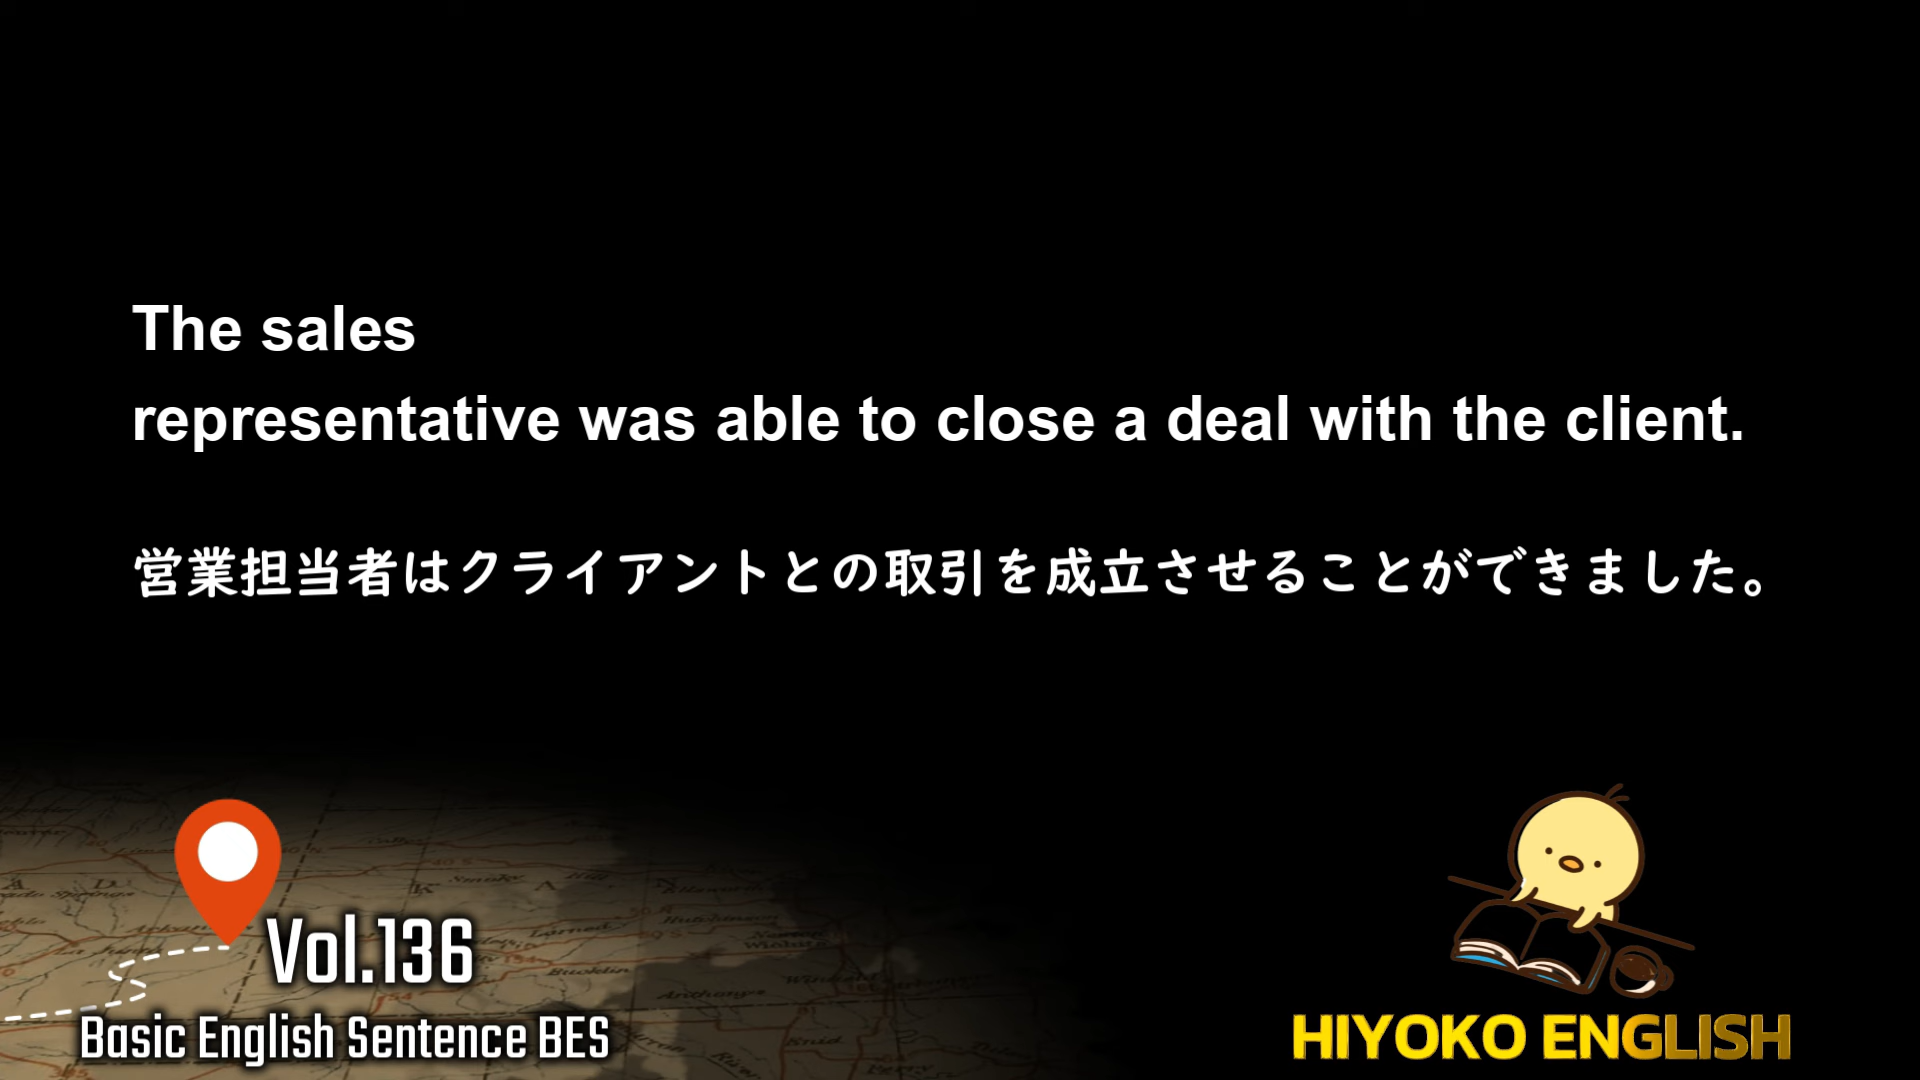 The sales
representative was able to close a deal with the client.
営業担当者はクライアントとの取引を成立させることができました。
Vol.136
Basic English Sentence BES
HIYOKO ENGLISH